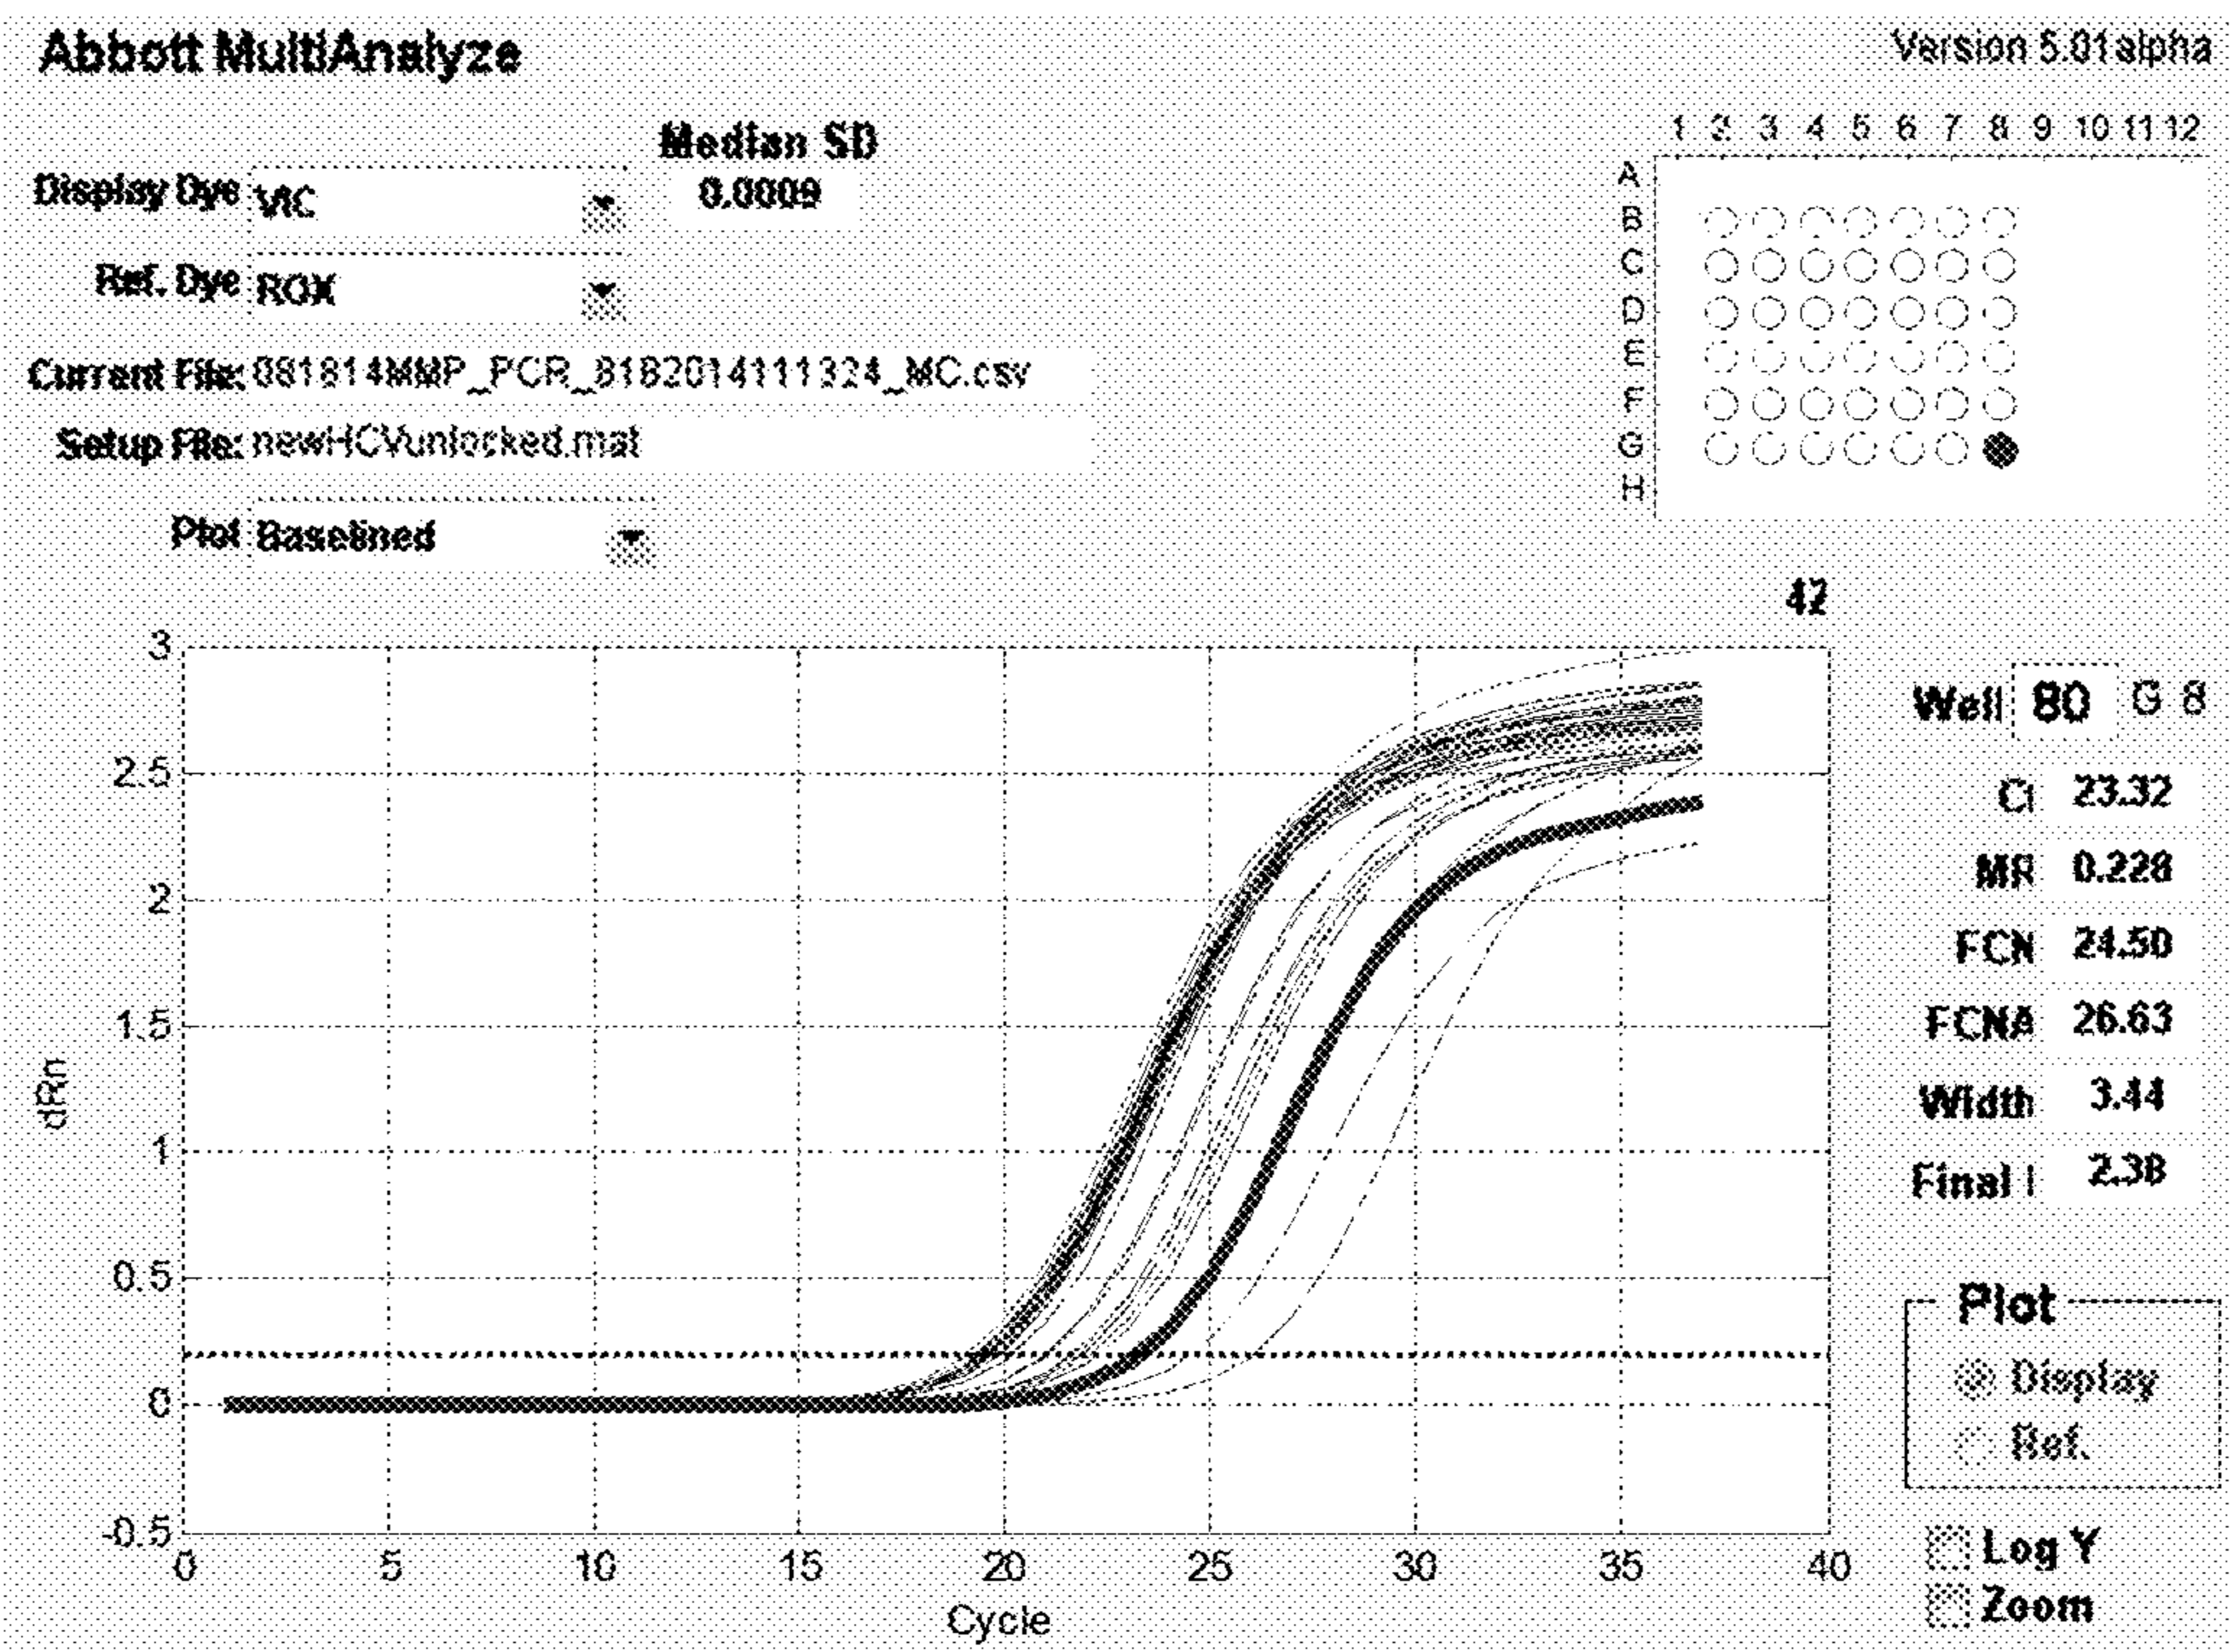 Abbott MultiAnalyze
Version 5.01alpha
Median SD
0.0009
Display Dye VIC
Ref. Dye ROX
Current File: 081814MMP_PCR_8182014111324_MC.csv
Setup File: newHCVunlocked.mat
Plot Baselined
1 2 3 4 5 6 7 8 9 10 11 12
A
B
C
D
E
F
G
H
42
3
2.5
2
1.5
1
0.5
0
-0.5
dRn
0 5 10 15 20 25 30 35 40
Cycle
Well 80 G 8
Ct 23.32
MR 0.228
FCN 24.50
FCNA 26.63
Width 3.44
Final I 2.38
Plot
Display
Ref.
Log Y
Zoom